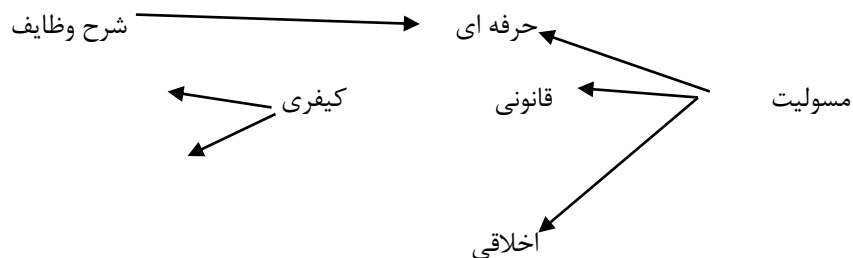 حرفه ای شرح وظایف
مسولیت قانونی کیفری
اخلاقی